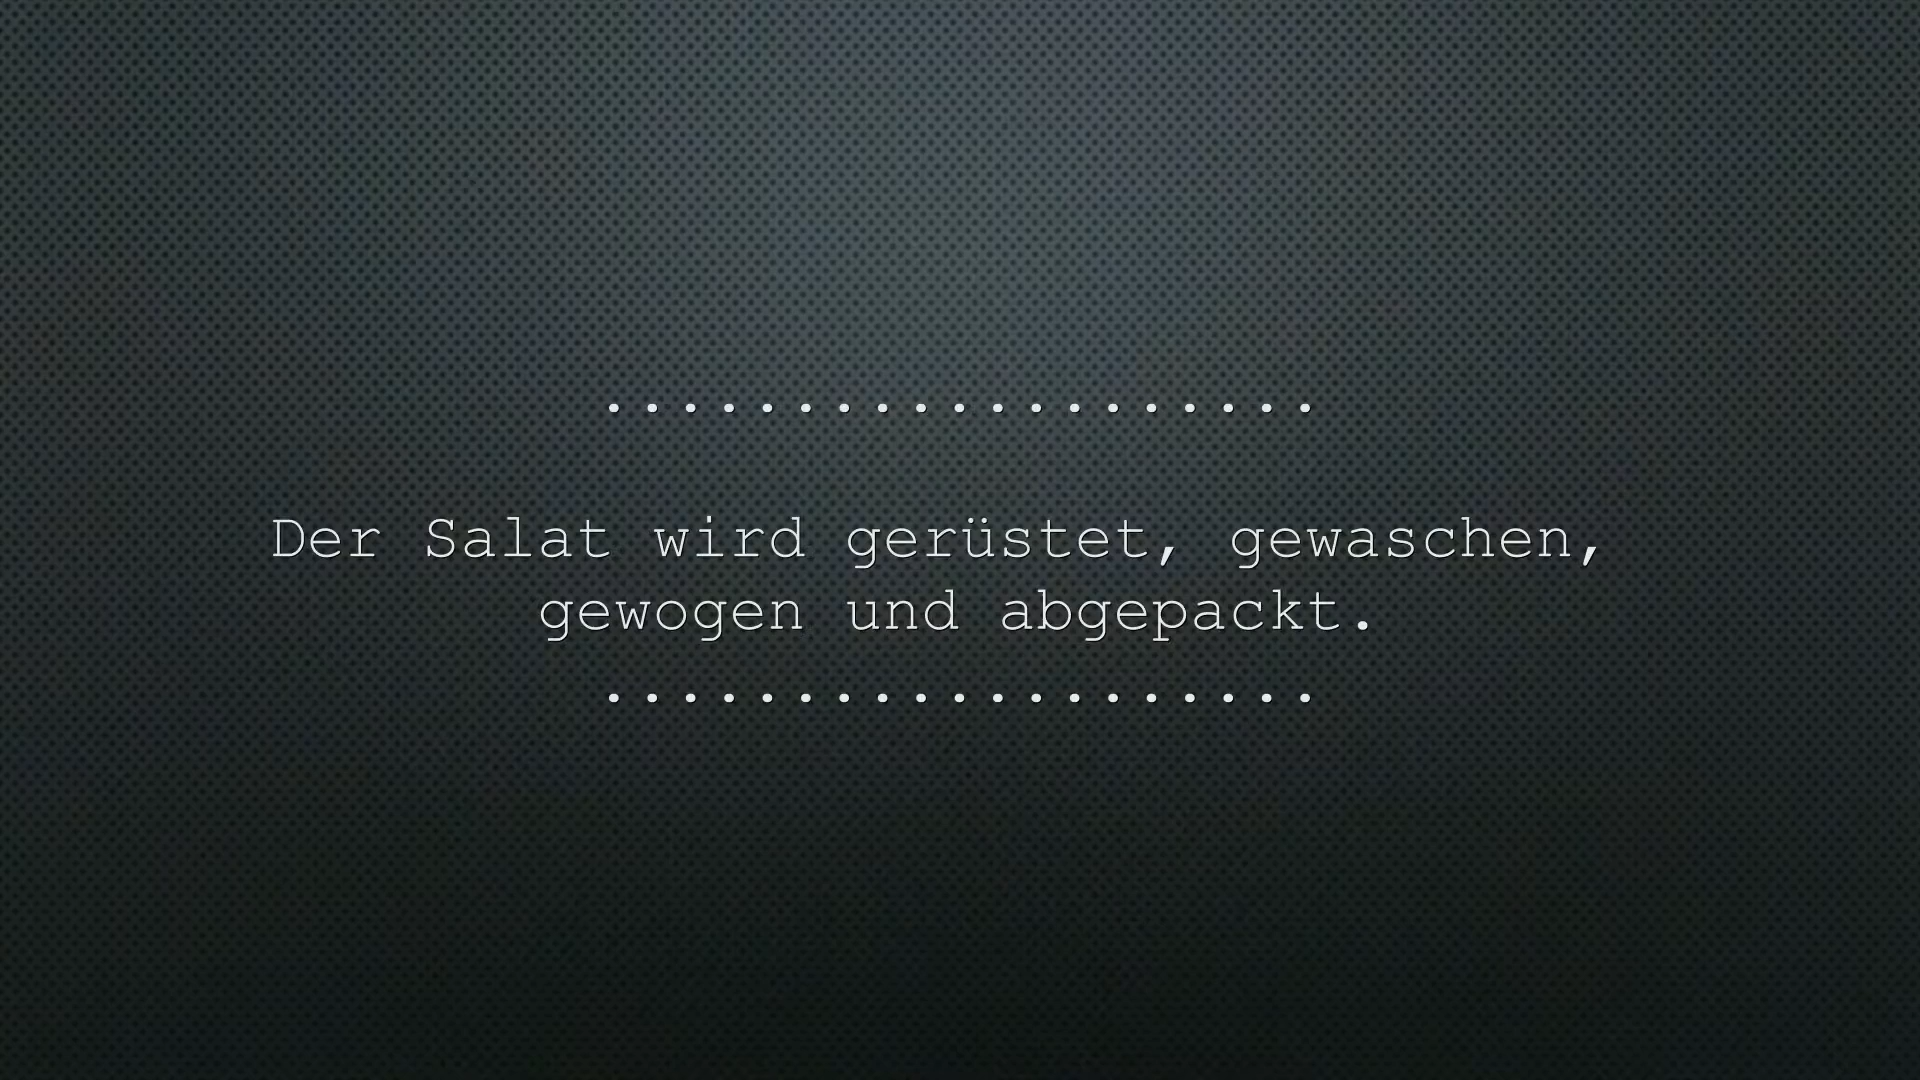 ...................
Der Salat wird gerüstet, gewaschen,
gewogen und abgepackt.
...................